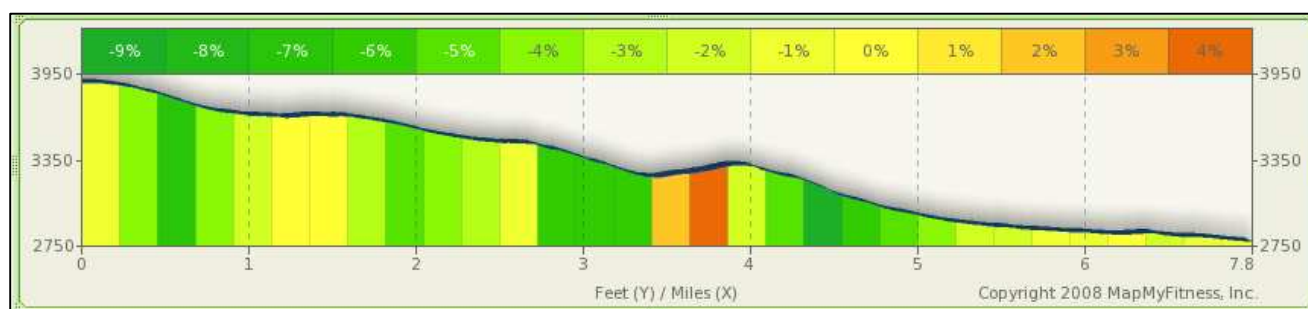 -9% -8% -7% -6% -5% -4% -3% -2% -1% 0% 1% 2% 3% 4%
3950 3950
3350 3350
2750 2750
0 1 2 3 4 5 6 7.8
Feet (Y) / Miles (X) Copyright 2008 MapMyFitness, Inc.